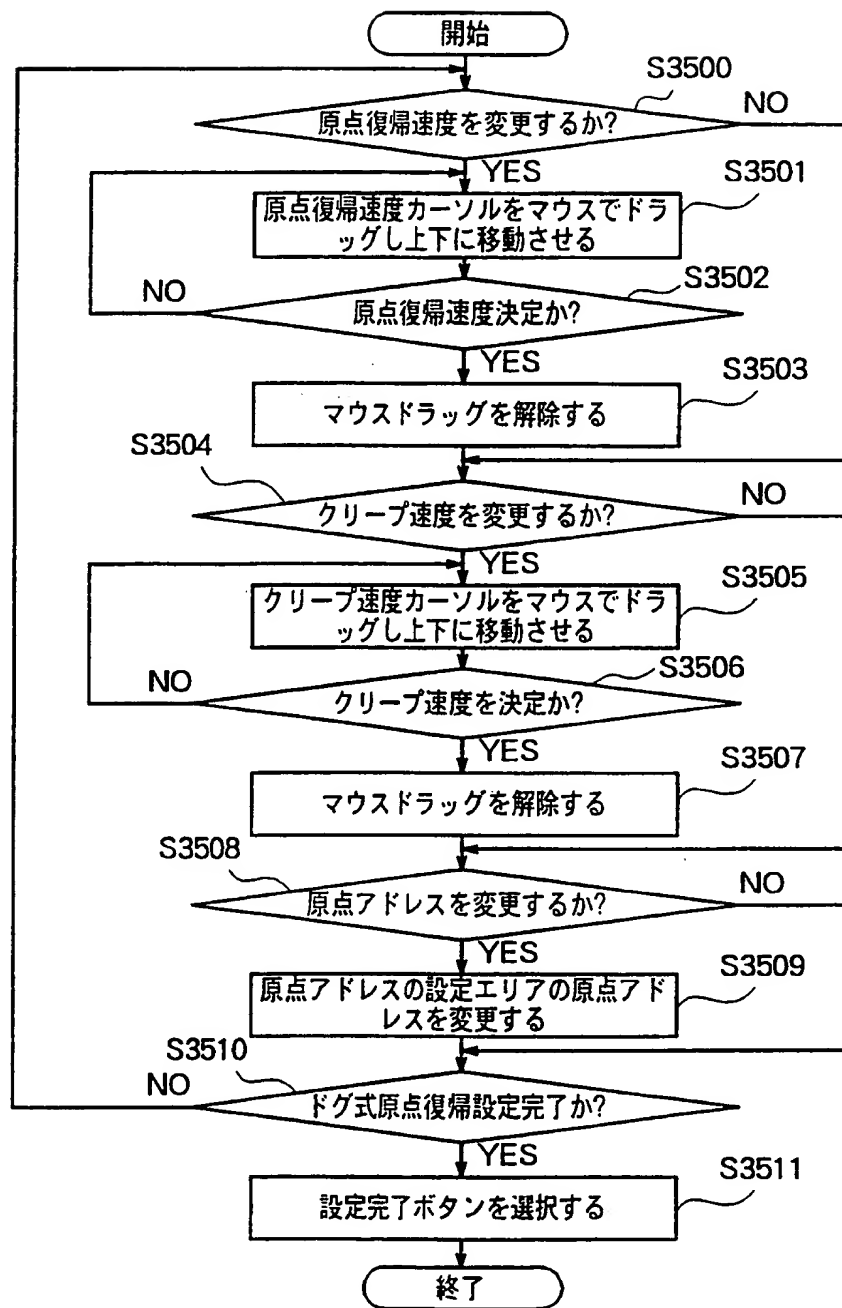 開始
S3500
NO
原点復帰速度を変更するか?
YES
S3501
原点復帰速度カーソルをマウスでドラ
ッグし上下に移動させる
S3502
NO
原点復帰速度決定か?
YES
S3503
マウスドラッグを解除する
S3504
NO
クリープ速度を変更するか?
YES
S3505
クリープ速度カーソルをマウスでドラ
ッグし上下に移動させる
S3506
NO
クリープ速度を決定か?
YES
S3507
マウスドラッグを解除する
S3508
NO
原点アドレスを変更するか?
YES
S3509
原点アドレスの設定エリアの原点アド
レスを変更する
S3510
NO
ドグ式原点復帰設定完了か?
YES
S3511
設定完了ボタンを選択する
終了